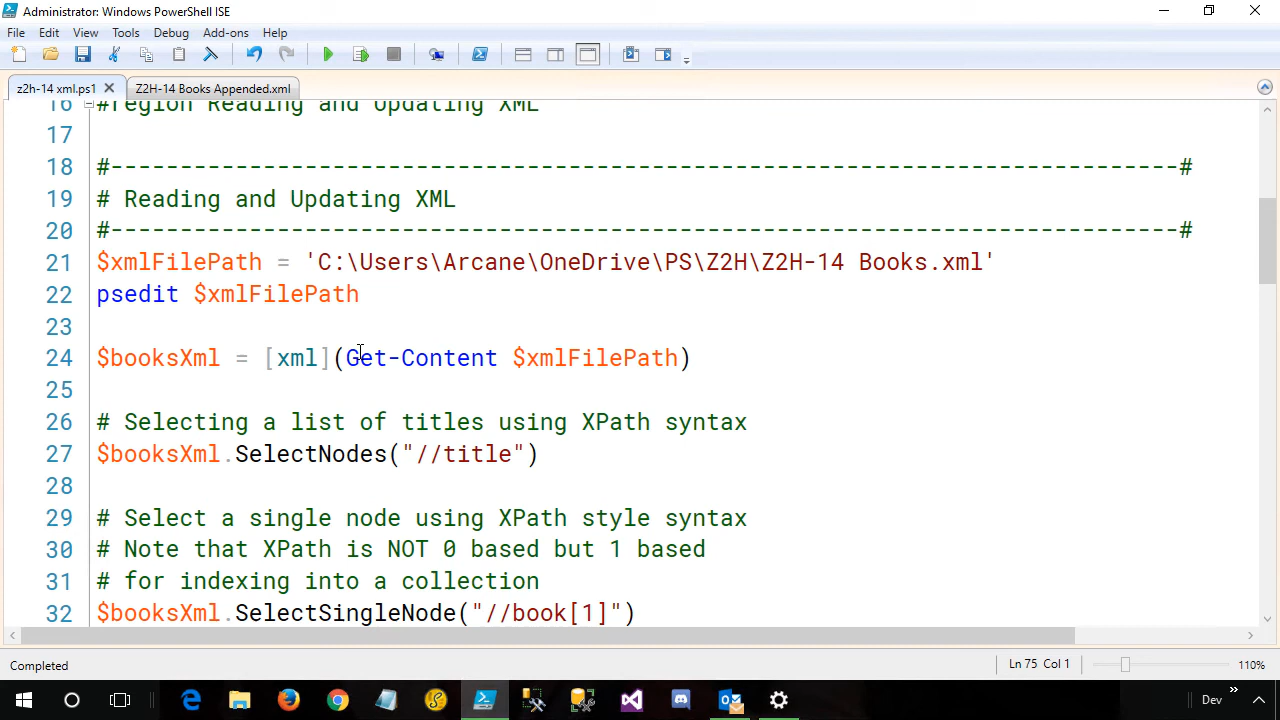 Administrator: Windows PowerShell ISE
File Edit View Tools Debug Add-ons Help
z2h-14 xml.ps1 Z2H-14 Books Appended.xml
16 #region Reading and Updating XML
17
18 #-----------------------------------------------------------------------------#
19 # Reading and Updating XML
20 #-----------------------------------------------------------------------------#
21 $xmlFilePath = 'C:\Users\Arcane\OneDrive\PS\Z2H\Z2H-14 Books.xml'
22 psedit $xmlFilePath
23
24 $booksXml = [xml](Get-Content $xmlFilePath)
25
26 # Selecting a list of titles using XPath syntax
27 $booksXml.SelectNodes("//title")
28
29 # Select a single node using XPath style syntax
30 # Note that XPath is NOT 0 based but 1 based
31 # for indexing into a collection
32 $booksXml.SelectSingleNode("//book[1]")
Completed Ln 75 Col 1 110%
Dev